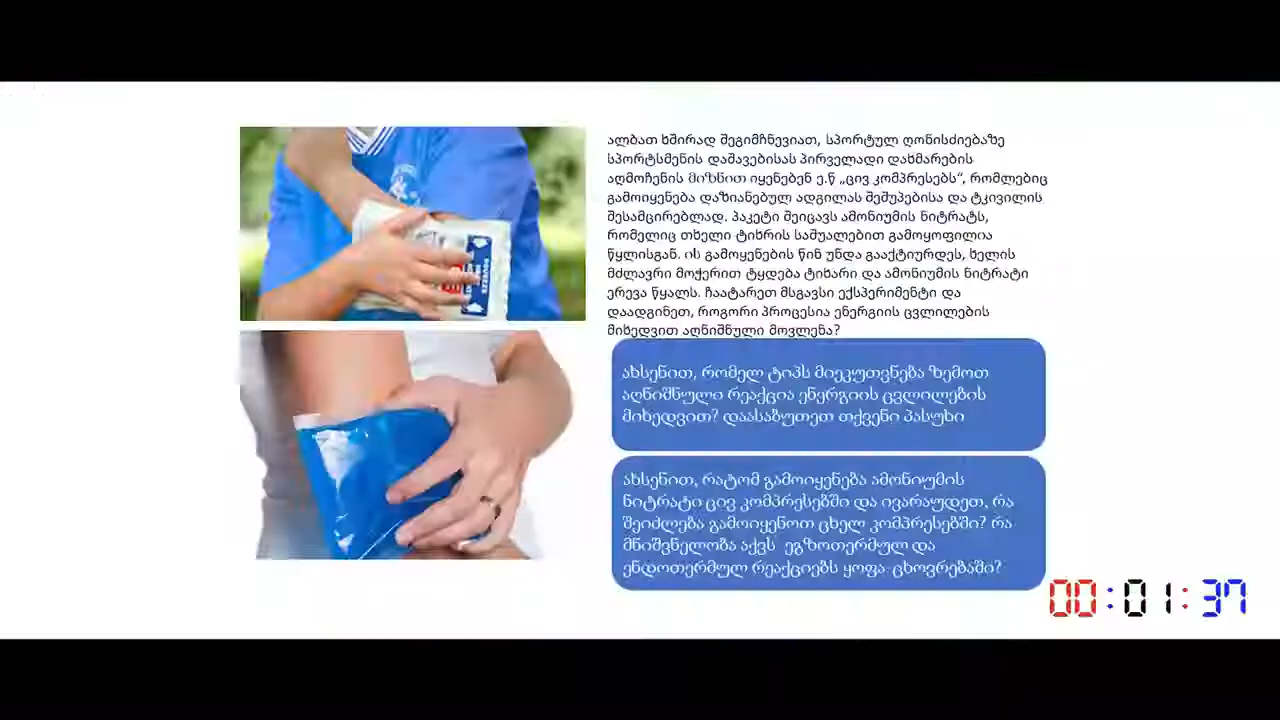 ალბათ ხშირად შეგიმჩნევიათ, სპორტულ ღონისძიებაზე
სპორტსმენის დაშავებისას პირველადი დახმარების
აღმოჩენის მიზნით იყენებენ ე.წ „ცივ კომპრესებს“, რომლებიც
გამოიყენება დაზიანებულ ადგილას შეშუპებისა და ტკივილის
შესამცირებლად. პაკეტი შეიცავს ამონიუმის ნიტრატს,
რომელიც თხელი ტიხრის საშუალებით გამოყოფილია
წყლისგან. ის გამოყენების წინ უნდა გააქტიურდეს, ხელის
მძლავრი მოჭერით ტყდება ტიხარი და ამონიუმის ნიტრატი
ერევა წყალს. ჩაატარეთ მსგავსი ექსპერიმენტი და
დაადგინეთ, როგორი პროცესია ენერგიის ცვლილების
მიხედვით აღნიშნული მოვლენა?
ახსენით, რომელ ტიპს მიეკუთვნება ზემოთ
აღნიშნული რეაქცია ენერგიის ცვლილების
მიხედვით? დაასაბუთეთ თქვენი პასუხი
ახსენით, რატომ გამოიყენება ამონიუმის
ნიტრატი ცივ კომპრესებში და ივარაუდეთ, რა
შეიძლება გამოიყენოთ ცხელ კომპრესებში? რა
მნიშვნელობა აქვს ეგზოთერმულ და
ენდოთერმულ რეაქციებს ყოფა-ცხოვრებაში?
00:01:37